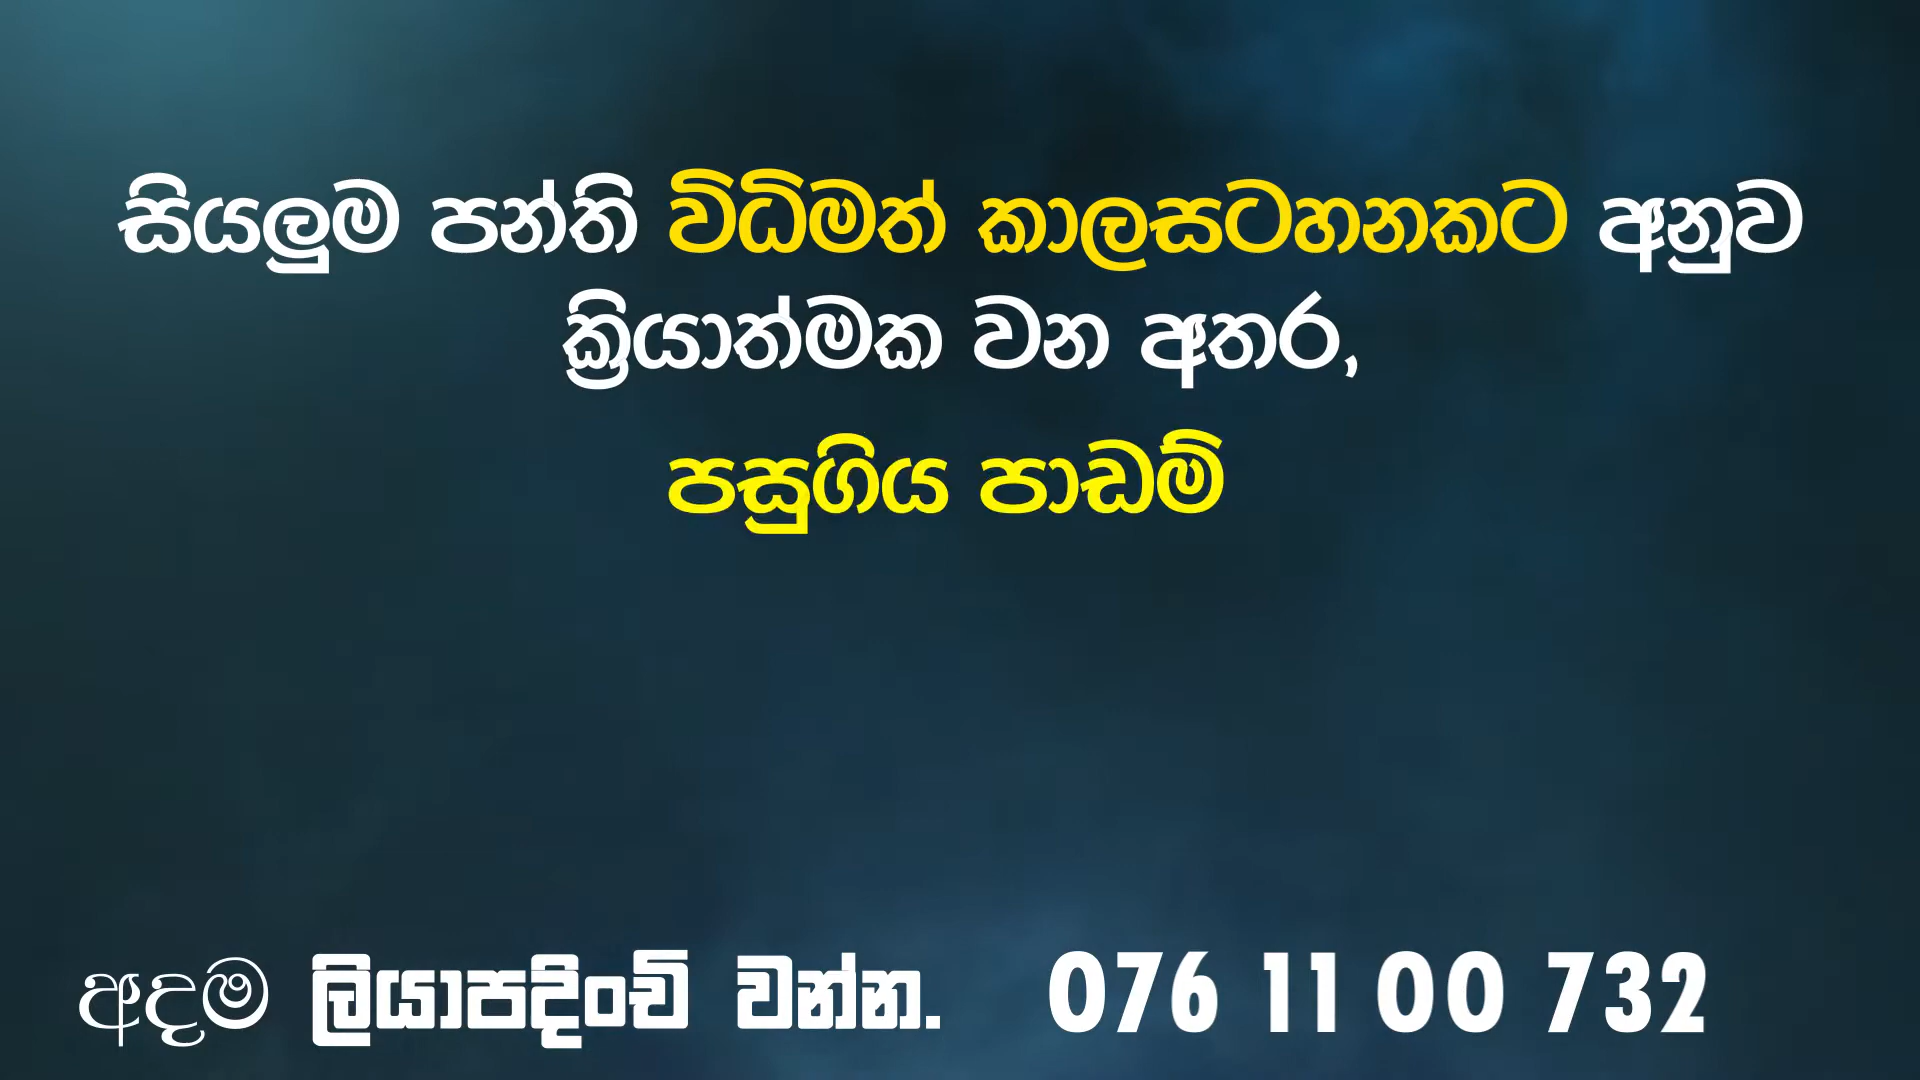 සියලුම පන්ති විධිමත් කාලසටහනකට අනුව
ක්‍රියාත්මක වන අතර,
පසුගිය පාඩම්
අදම ලියාපදිංචි වන්න. 076 11 00 732